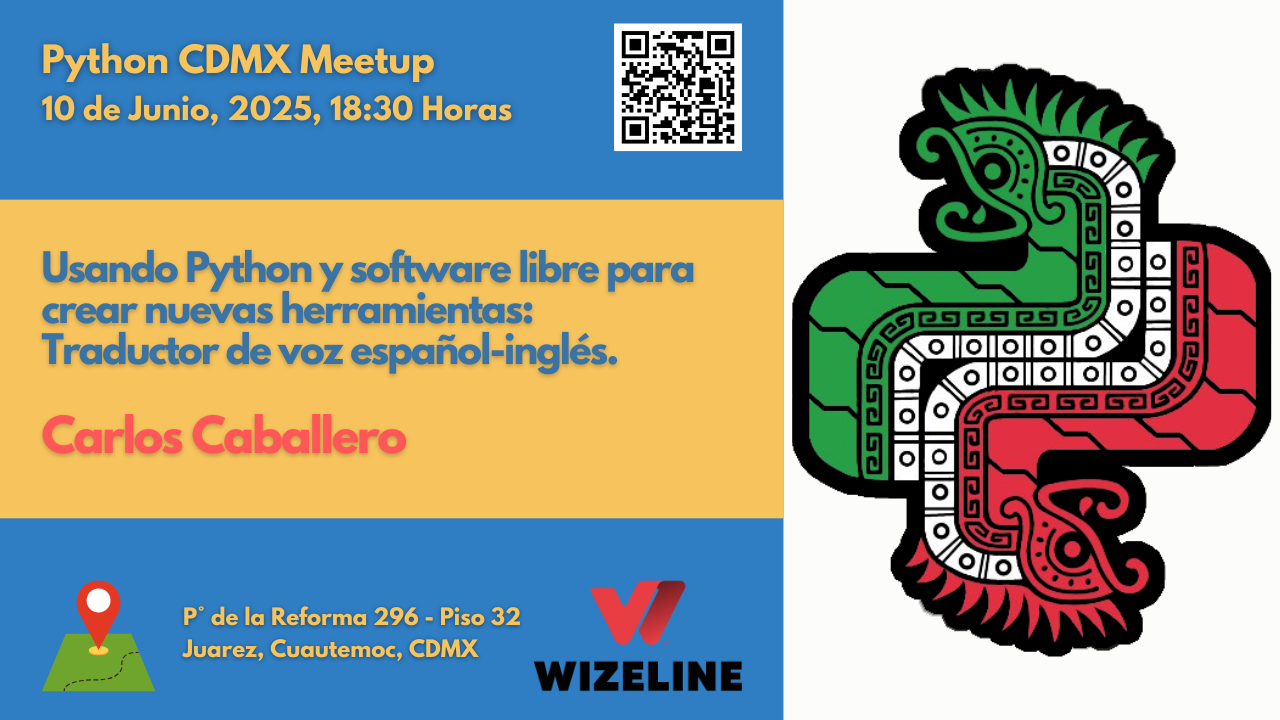 Python CDMX Meetup
10 de Junio, 2025, 18:30 Horas
Usando Python y software libre para
crear nuevas herramientas:
Traductor de voz español-inglés.
Carlos Caballero
P° de la Reforma 296 - Piso 32
Juarez, Cuautemoc, CDMX
WIZELINE